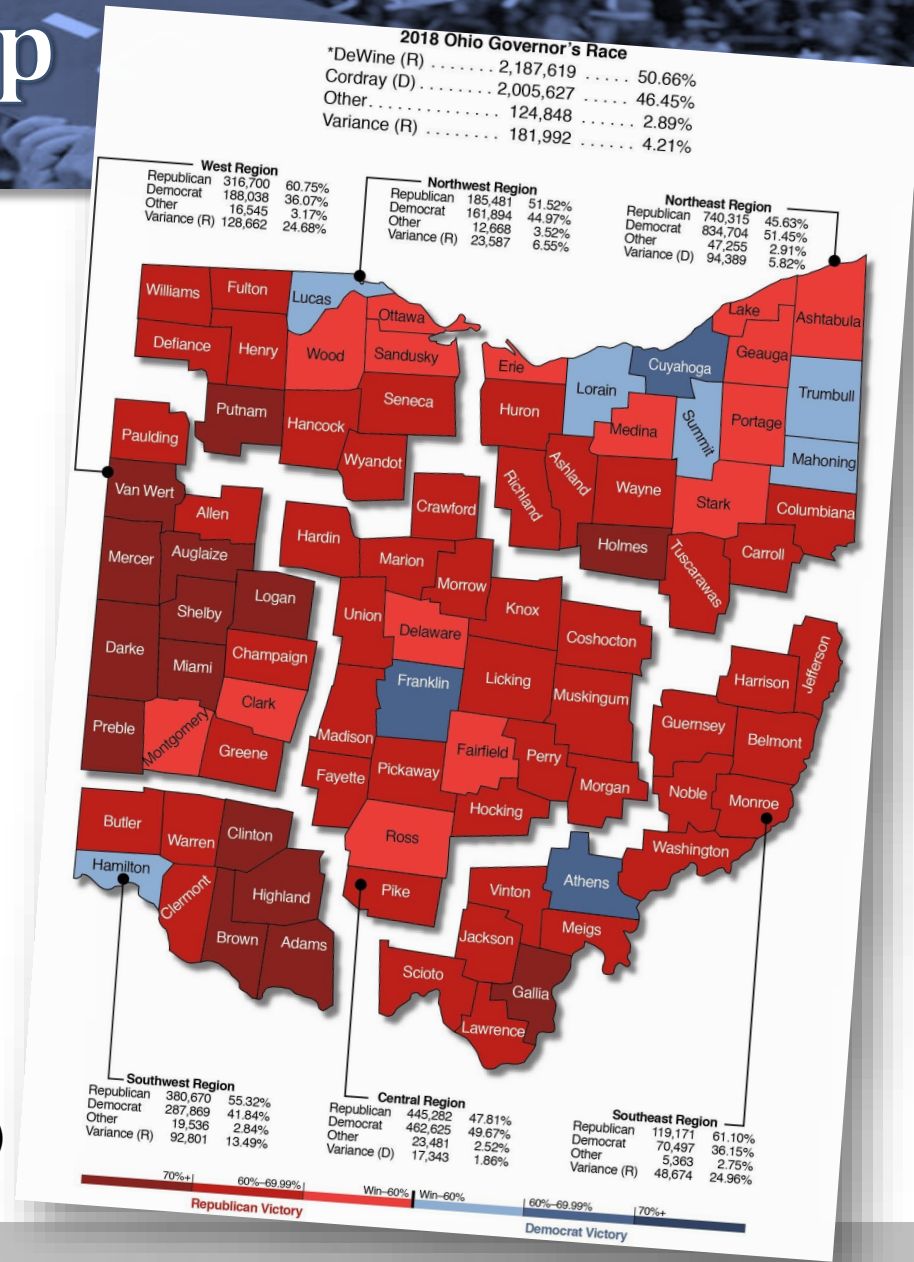 p
2018 Ohio Governor's Race
*DeWine (R) ....... 2,187,619 ..... 50.66%
Cordray (D)........ 2,005,627 ..... 46.45%
Other............. 124,848 ...... 2.89%
Variance (R) ........ 181,992 ...... 4.21%
West Region
Republican 316,700 60.75%
Democrat 188,038 36.07%
Other 16,545 3.17%
Variance (R) 128,662 24.68%
Northwest Region
Republican 185,481 51.52%
Democrat 161,894 44.97%
Other 12,668 3.52%
Variance (R) 23,587 6.55%
Northeast Region
Republican 740,315 45.63%
Democrat 834,704 51.45%
Other 47,255 2.91%
Variance (D) 94,389 5.82%
Williams
Fulton
Lucas
Ottawa
Defiance
Henry
Wood
Sandusky
Putnam
Hancock
Seneca
Wyandot
Paulding
Van Wert
Allen
Mercer
Auglaize
Shelby
Logan
Darke
Miami
Champaign
Clark
Preble
Montgomery
Greene
Erie
Lorain
Cuyahoga
Lake
Geauga
Ashtabula
Trumbull
Huron
Medina
Summit
Portage
Mahoning
Richland
Ashland
Wayne
Stark
Columbiana
Holmes
Tuscarawas
Carroll
Crawford
Hardin
Marion
Morrow
Union
Delaware
Knox
Coshocton
Franklin
Licking
Muskingum
Madison
Fairfield
Perry
Fayette
Pickaway
Hocking
Morgan
Ross
Pike
Jefferson
Harrison
Guernsey
Belmont
Noble
Monroe
Washington
Athens
Vinton
Meigs
Jackson
Scioto
Gallia
Lawrence
Butler
Warren
Clinton
Hamilton
Clermont
Highland
Brown
Adams
Southwest Region
Republican 380,670 55.32%
Democrat 287,869 41.84%
Other 19,536 2.84%
Variance (R) 92,801 13.49%
Central Region
Republican 445,282 47.81%
Democrat 462,625 49.67%
Other 23,481 2.52%
Variance (D) 17,343 1.86%
Southeast Region
Republican 119,171 61.10%
Democrat 70,497 36.15%
Other 5,363 2.75%
Variance (R) 48,674 24.96%
)
70%+ 60%–69.99% Win–60% Win–60% 60%–69.99% 70%+
Republican Victory
Democrat Victory